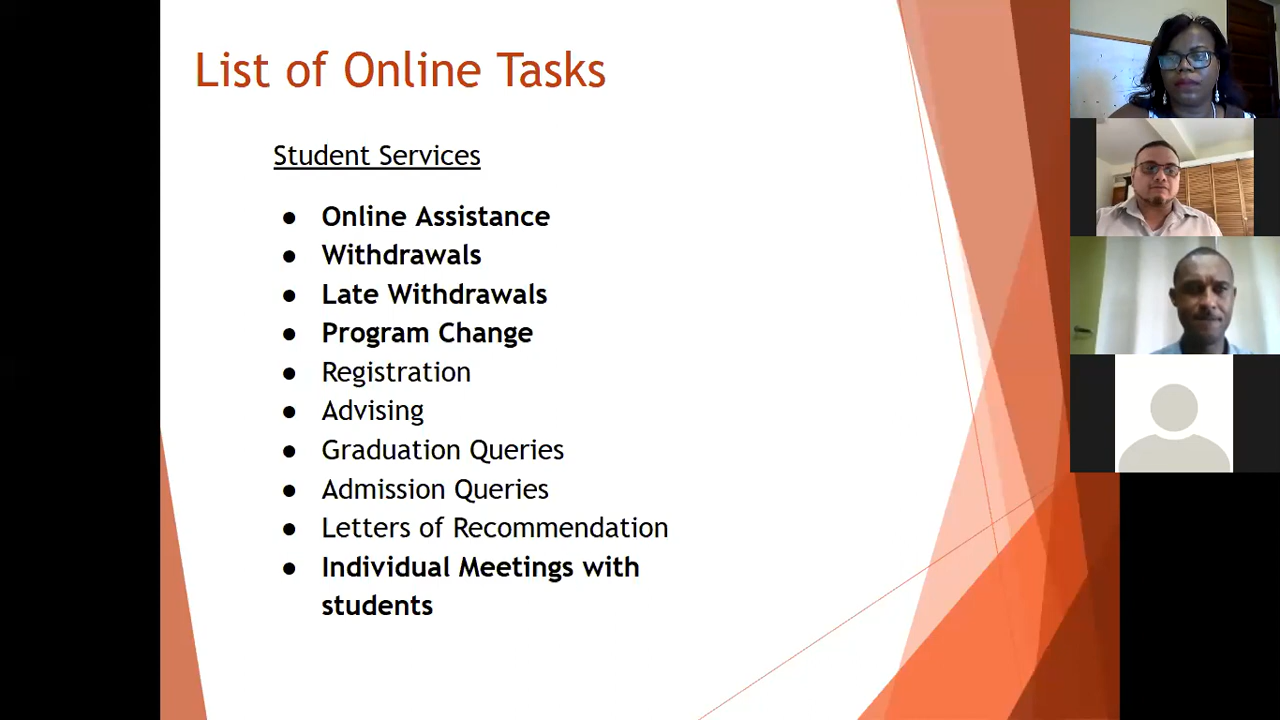 List of Online Tasks
Student Services
● Online Assistance
● Withdrawals
● Late Withdrawals
● Program Change
● Registration
● Advising
● Graduation Queries
● Admission Queries
● Letters of Recommendation
● Individual Meetings with
students